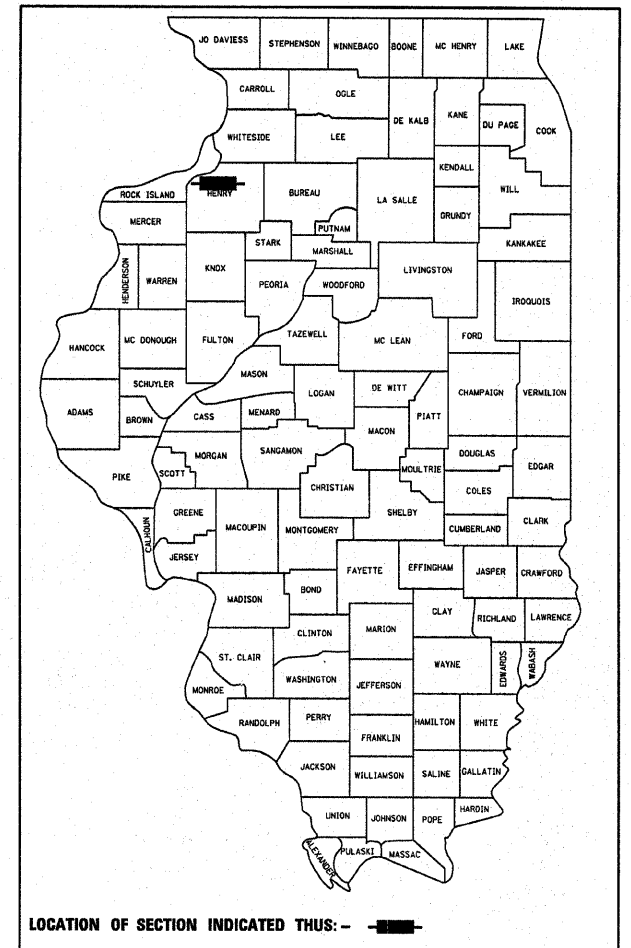 JO DAVIESS STEPHENSON WINNEBAGO BOONE MC HENRY LAKE
CARROLL OGLE
DE KALB KANE DU PAGE COOK
WHITESIDE LEE
KENDALL WILL
ROCK ISLAND HENRY BUREAU LA SALLE
GRUNDY
MERCER PUTNAM
STARK MARSHALL KANKAKEE
HENDERSON WARREN KNOX LIVINGSTON
PEORIA WOODFORD IROQUOIS
HANCOCK MC DONOUGH FULTON TAZEWELL MC LEAN FORD
MASON
SCHUYLER LOGAN DE WITT CHAMPAIGN VERMILION
ADAMS BROWN CASS MENARD PIATT
MACON
PIKE SCOTT MORGAN SANGAMON MOULTRIE DOUGLAS EDGAR
CHRISTIAN COLES
GREENE MACOUPIN MONTGOMERY SHELBY CLARK
CALHOUN CUMBERLAND
JERSEY
FAYETTE EFFINGHAM JASPER CRAWFORD
MADISON BOND
CLAY RICHLAND LAWRENCE
CLINTON MARION
ST. CLAIR WAYNE EDWARDS WABASH
WASHINGTON JEFFERSON
MONROE
RANDOLPH PERRY HAMILTON WHITE
FRANKLIN
JACKSON WILLIAMSON SALINE GALLATIN
HARDIN
UNION JOHNSON POPE
ALEXANDER PULASKI MASSAC
LOCATION OF SECTION INDICATED THUS: -